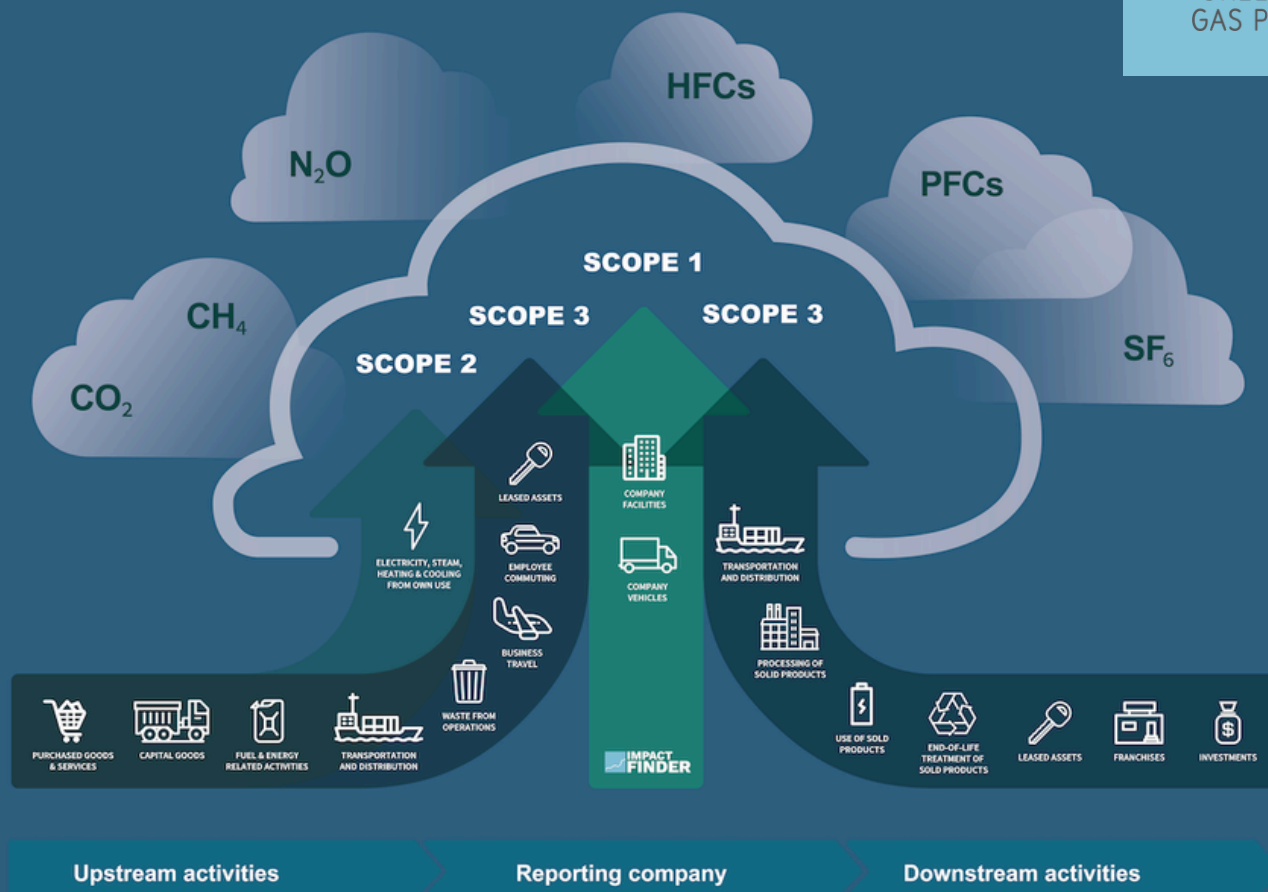 GAS P
HFCs
N₂O
PFCs
SCOPE 1
SCOPE 3
SCOPE 3
CH₄
SF₆
SCOPE 2
CO₂
LEASED ASSETS
COMPANY
FACILITIES
ELECTRICITY, STEAM,
HEATING & COOLING
FROM OWN USE
EMPLOYEE
COMMUTING
TRANSPORTATION
AND DISTRIBUTION
COMPANY
VEHICLES
BUSINESS
TRAVEL
PROCESSING OF
SOLID PRODUCTS
WASTE FROM
OPERATIONS
PURCHASED GOODS
& SERVICES
CAPITAL GOODS
FUEL & ENERGY
RELATED ACTIVITIES
TRANSPORTATION
AND DISTRIBUTION
IMPACT
FINDER
USE OF SOLD
PRODUCTS
END-OF-LIFE
TREATMENT OF
SOLD PRODUCTS
LEASED ASSETS
FRANCHISES
INVESTMENTS
Upstream activities
Reporting company
Downstream activities